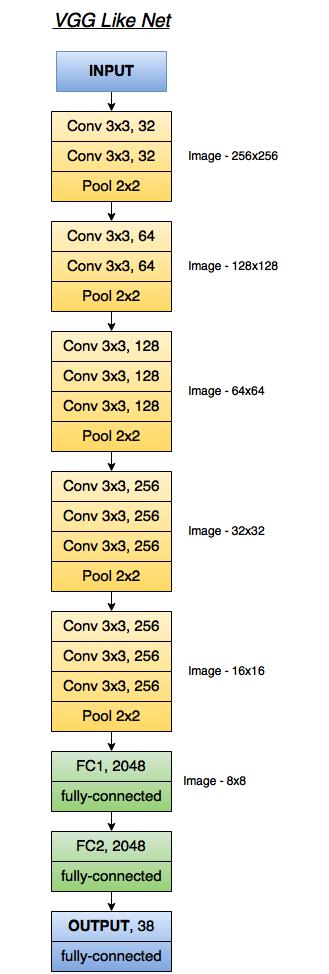 VGG Like Net
INPUT
Conv 3x3, 32
Conv 3x3, 32
Image - 256x256
Pool 2x2
Conv 3x3, 64
Conv 3x3, 64
Image - 128x128
Pool 2x2
Conv 3x3, 128
Conv 3x3, 128
Image - 64x64
Conv 3x3, 128
Pool 2x2
Conv 3x3, 256
Conv 3x3, 256
Image - 32x32
Conv 3x3, 256
Pool 2x2
Conv 3x3, 256
Conv 3x3, 256
Image - 16x16
Conv 3x3, 256
Pool 2x2
FC1, 2048
Image - 8x8
fully-connected
FC2, 2048
fully-connected
OUTPUT, 38
fully-connected